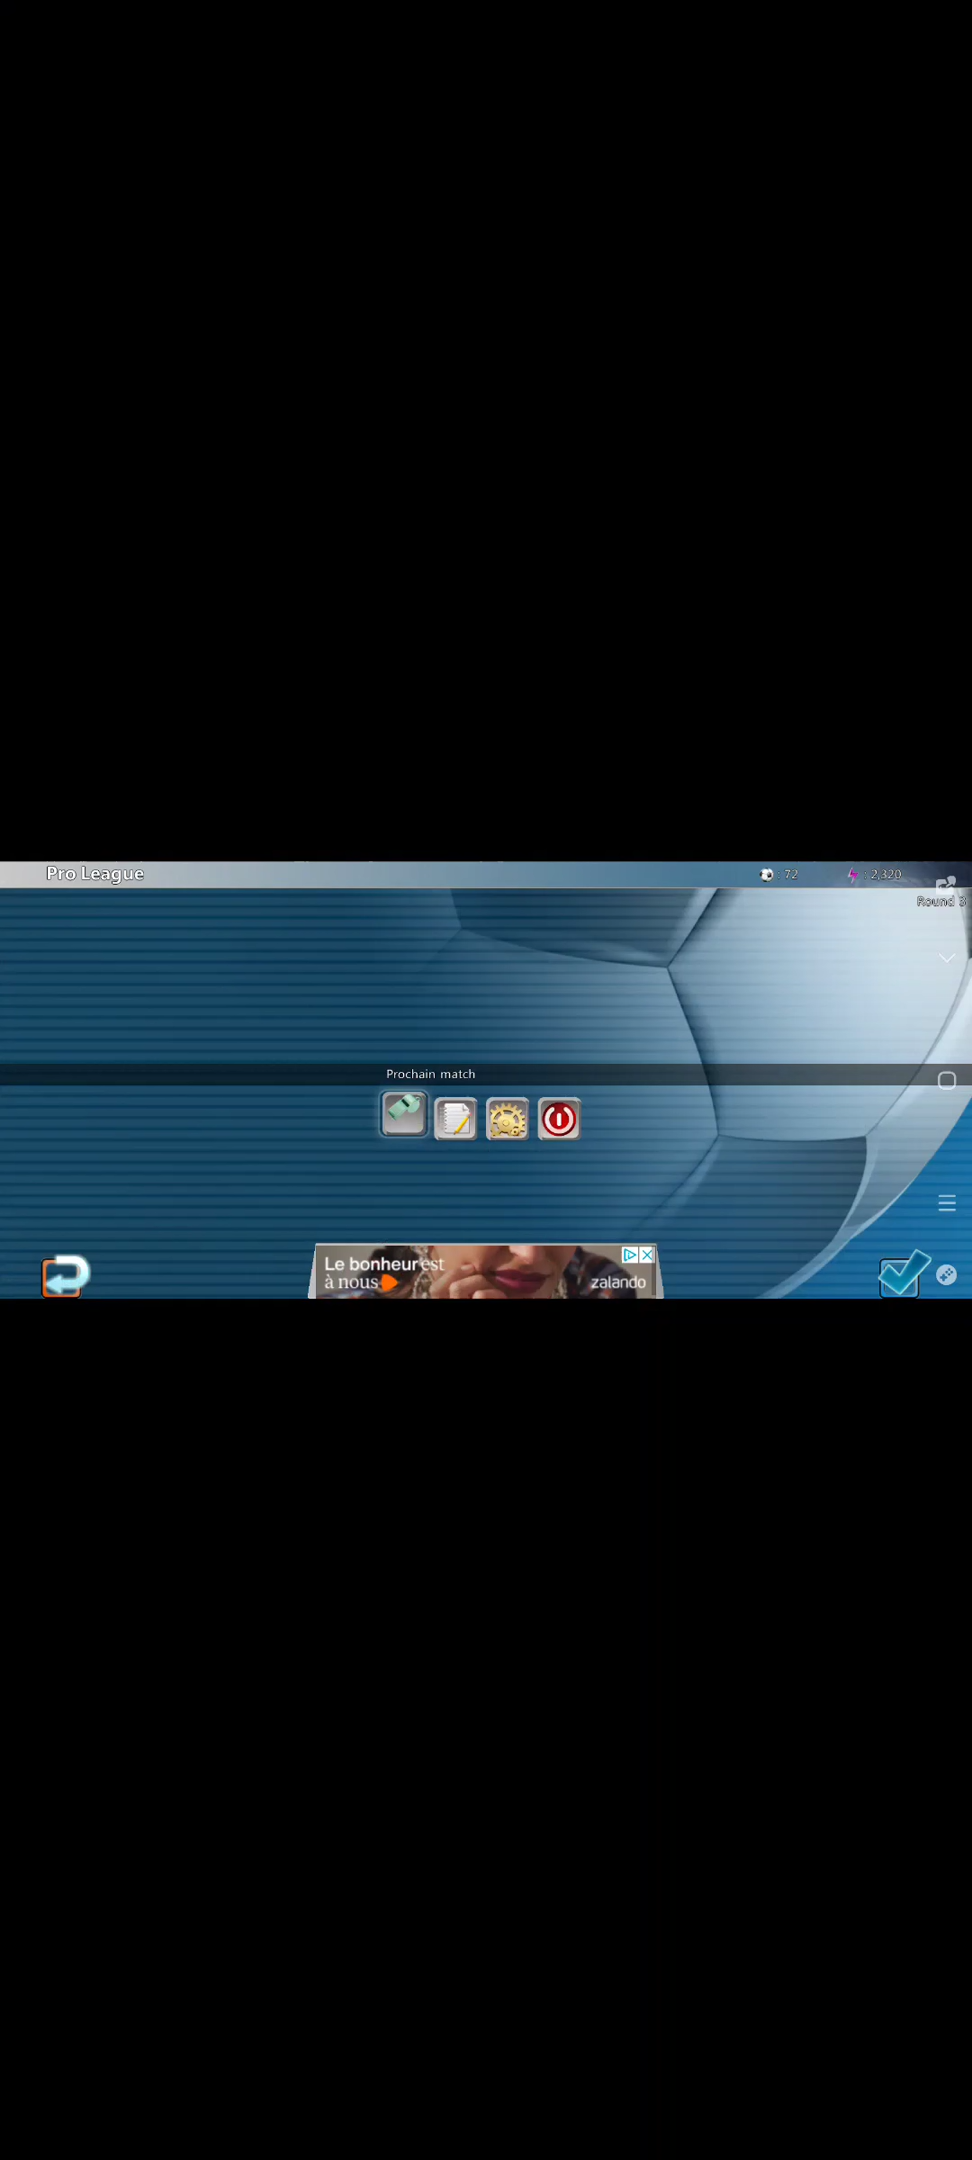 Pro League
: 72
: 2,320
Round 3
Prochain match
Le bonheur est
à nous
zalando